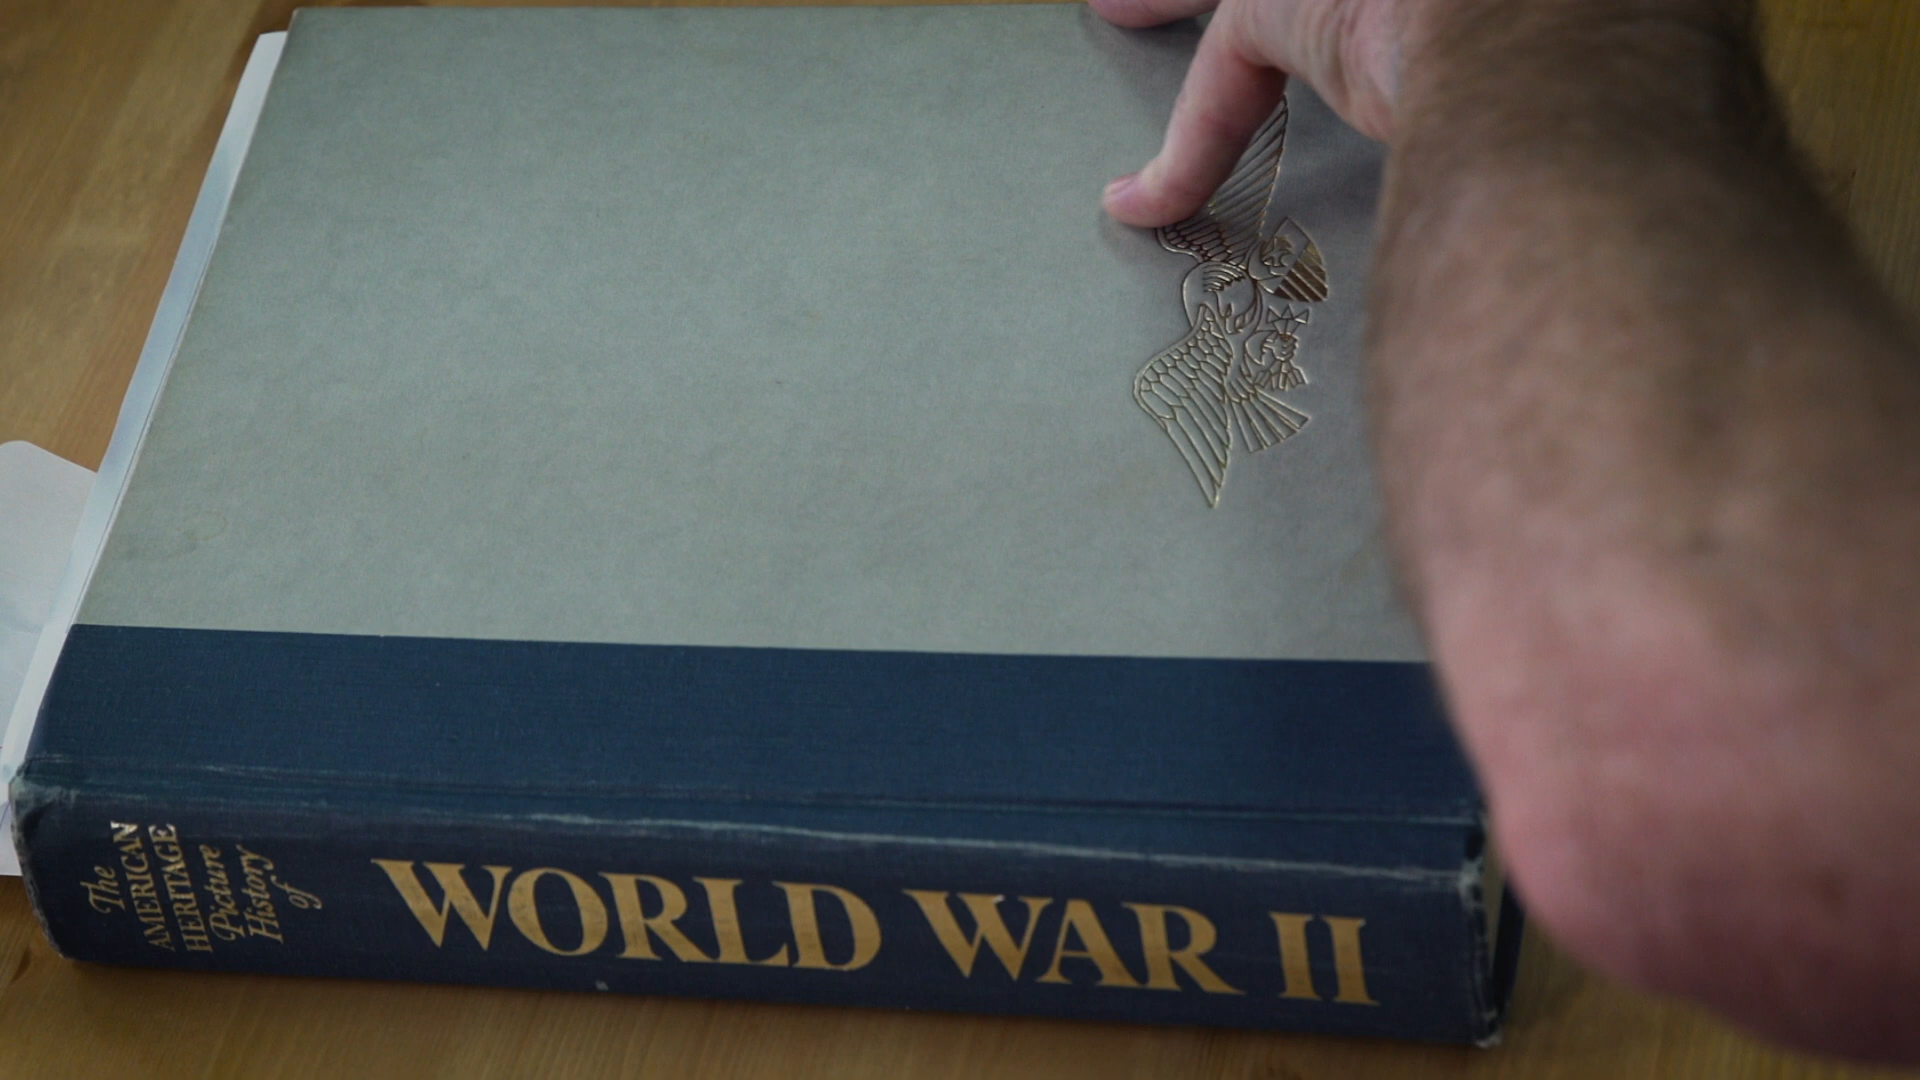 The
AMERICAN
HERITAGE
Picture
History
of
WORLD WAR II